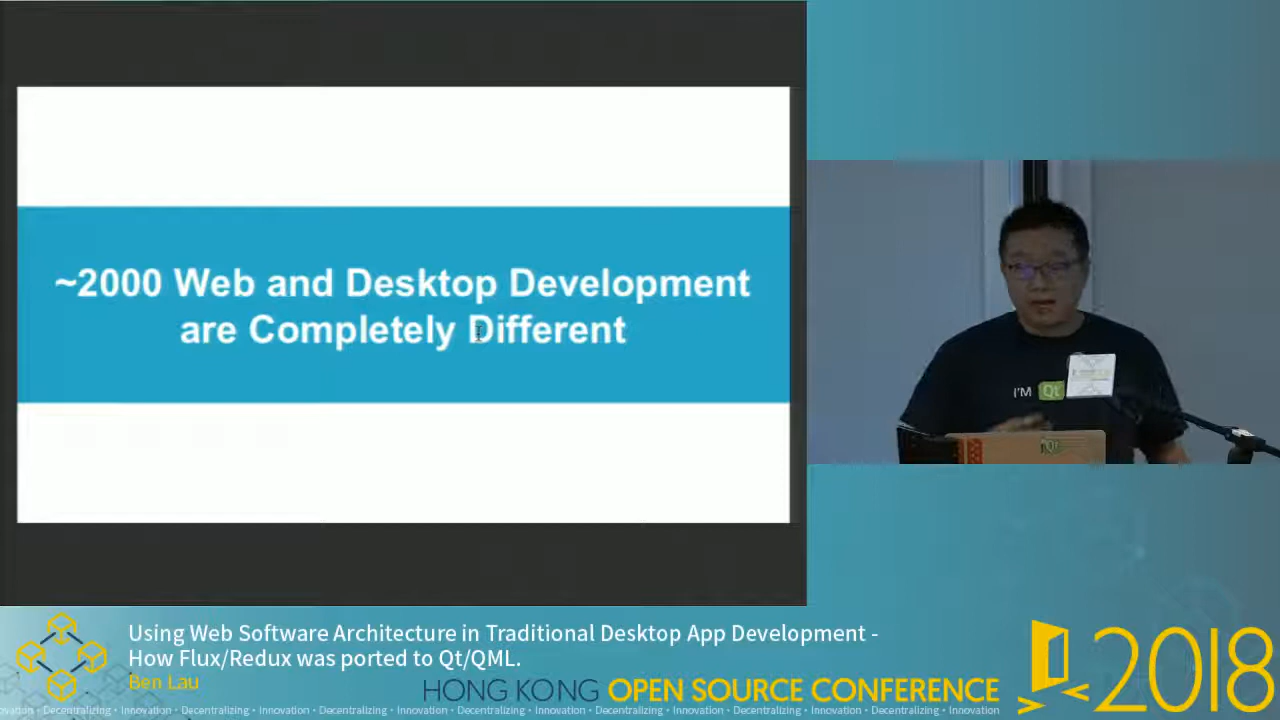 ~2000 Web and Desktop Development
are Completely Different
I'M Qt
Using Web Software Architecture in Traditional Desktop App Development -
How Flux/Redux was ported to Qt/QML.
Ben Lau
HONG KONG OPEN SOURCE CONFERENCE
2018
Decentralizing • Innovation • Decentralizing • Innovation • Decentralizing • Innovation • Decentralizing • Innovation • Decentralizing • Innovation • Decentralizing • Innovation • Decentralizing • Innovation